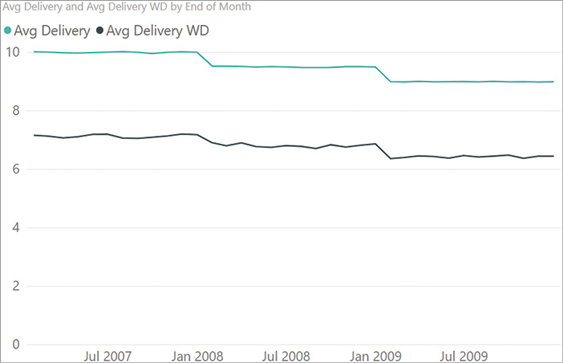 Avg Delivery and Avg Delivery WD by End of Month
Avg Delivery Avg Delivery WD
10
8
6
4
2
0
Jul 2007 Jan 2008 Jul 2008 Jan 2009 Jul 2009